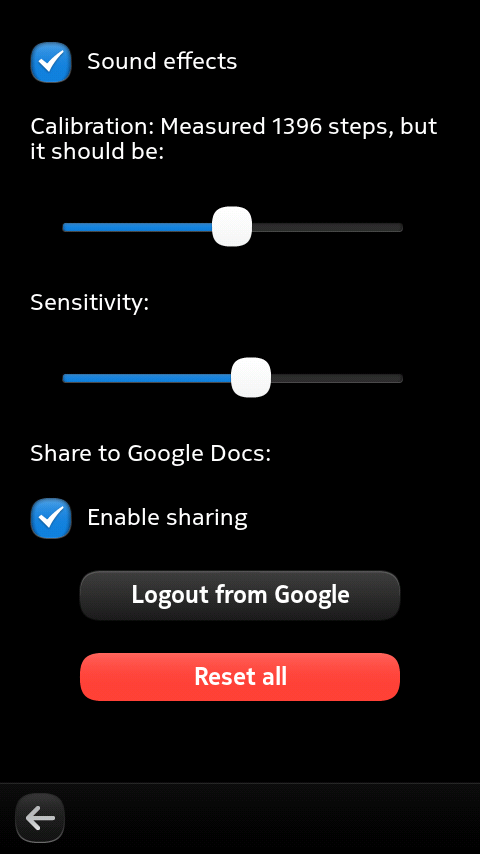 Sound effects
Calibration: Measured 1396 steps, but
it should be:
Sensitivity:
Share to Google Docs:
Enable sharing
Logout from Google
Reset all